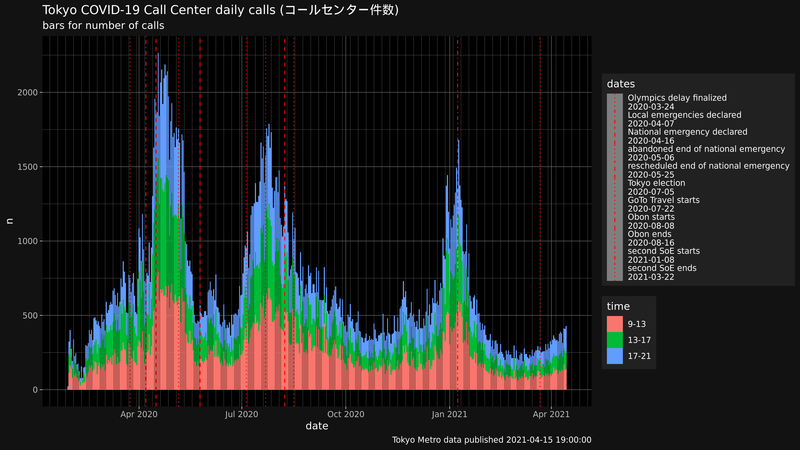 Tokyo COVID-19 Call Center daily calls (コールセンター件数)
bars for number of calls
2000
1500
1000
500
0
n
Apr 2020
Jul 2020
Oct 2020
Jan 2021
Apr 2021
date
Tokyo Metro data published 2021-04-15 19:00:00
dates
Olympics delay finalized
2020-03-24
Local emergencies declared
2020-04-07
National emergency declared
2020-04-16
abandoned end of national emergency
2020-05-06
rescheduled end of national emergency
2020-05-25
Tokyo election
2020-07-05
GoTo Travel starts
2020-07-22
Obon starts
2020-08-08
Obon ends
2020-08-16
second SoE starts
2021-01-08
second SoE ends
2021-03-22
time
9-13
13-17
17-21